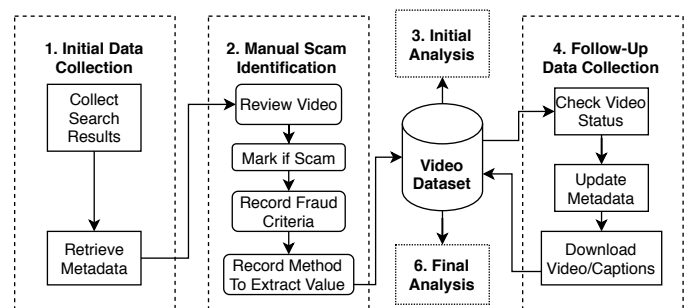 1. Initial Data
Collection
Collect
Search
Results
Retrieve
Metadata
2. Manual Scam
Identification
Review Video
Mark if Scam
Record Fraud
Criteria
Record Method
To Extract Value
3. Initial
Analysis
Video
Dataset
6. Final
Analysis
4. Follow-Up
Data Collection
Check Video
Status
Update
Metadata
Download
Video/Captions